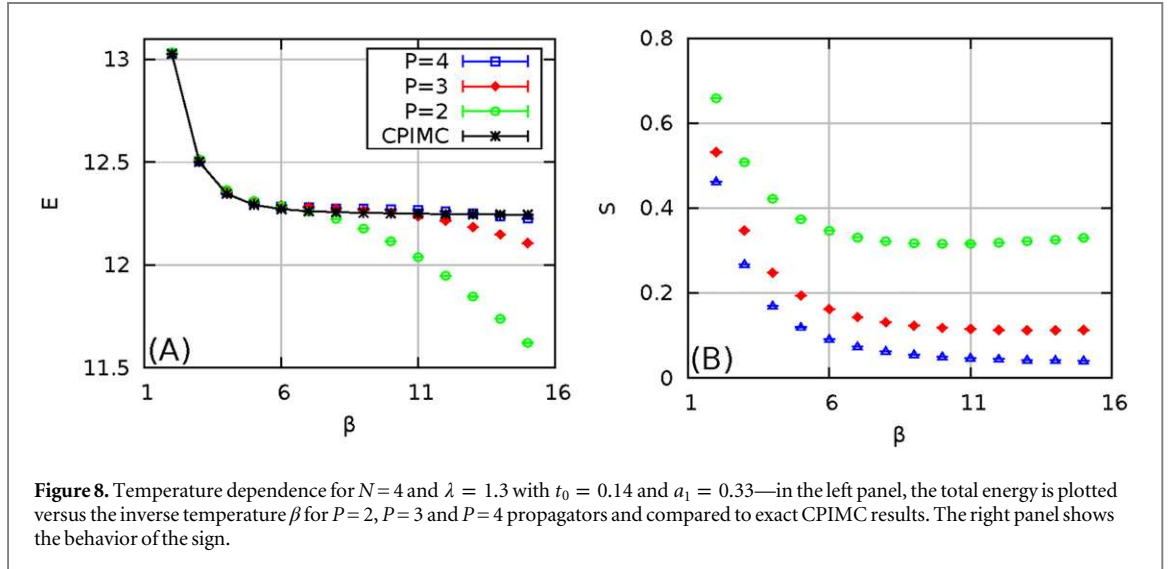 13
12.5
12
11.5
E
1
6
11
16
β
P=4
P=3
P=2
CPIMC
(A)
0.8
0.6
0.4
0.2
0
S
1
6
11
16
β
(B)
Figure 8. Temperature dependence for N = 4 and λ = 1.3 with t₀ = 0.14 and a₁ = 0.33—in the left panel, the total energy is plotted
versus the inverse temperature β for P = 2, P = 3 and P = 4 propagators and compared to exact CPIMC results. The right panel shows
the behavior of the sign.